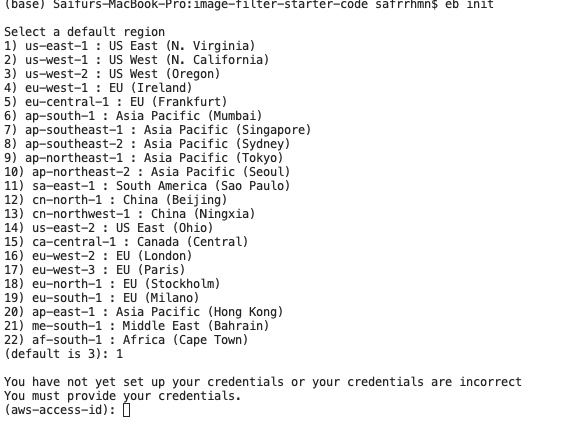 (base) Saifurs-MacBook-Pro:image-filter-starter-code safrrhmn$ eb init
Select a default region
1) us-east-1 : US East (N. Virginia)
2) us-west-1 : US West (N. California)
3) us-west-2 : US West (Oregon)
4) eu-west-1 : EU (Ireland)
5) eu-central-1 : EU (Frankfurt)
6) ap-south-1 : Asia Pacific (Mumbai)
7) ap-southeast-1 : Asia Pacific (Singapore)
8) ap-southeast-2 : Asia Pacific (Sydney)
9) ap-northeast-1 : Asia Pacific (Tokyo)
10) ap-northeast-2 : Asia Pacific (Seoul)
11) sa-east-1 : South America (Sao Paulo)
12) cn-north-1 : China (Beijing)
13) cn-northwest-1 : China (Ningxia)
14) us-east-2 : US East (Ohio)
15) ca-central-1 : Canada (Central)
16) eu-west-2 : EU (London)
17) eu-west-3 : EU (Paris)
18) eu-north-1 : EU (Stockholm)
19) eu-south-1 : EU (Milano)
20) ap-east-1 : Asia Pacific (Hong Kong)
21) me-south-1 : Middle East (Bahrain)
22) af-south-1 : Africa (Cape Town)
(default is 3): 1
You have not yet set up your credentials or your credentials are incorrect
You must provide your credentials.
(aws-access-id):